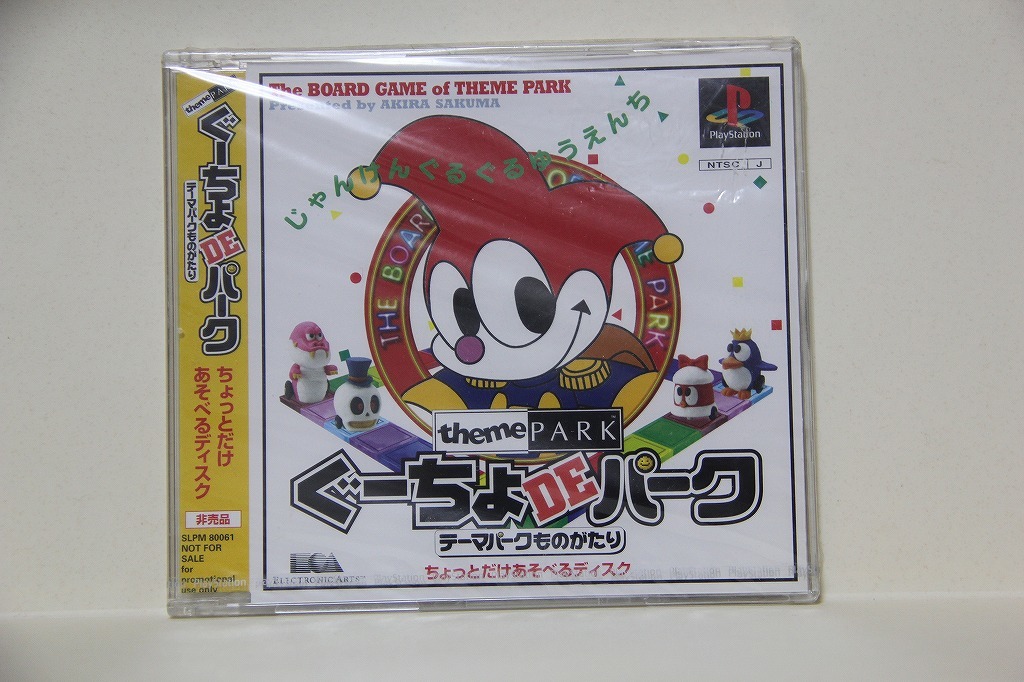 themePARK
ぐーちょDEパーク
テーマパークものがたり
ちょっとだけ
あそべるディスク
非売品
SLPM 80061
NOT FOR
SALE
for
promotional
use only
The BOARD GAME of THEME PARK
Presented by AKIRA SAKUMA
じゃんけんぐるぐるゆうえんち
PlayStation
NTSC J
THE BOARD
ME PARK
themePARK™
ぐーちょDEパーク
テーマパークものがたり
ちょっとだけあそべるディスク
ECA
ELECTRONIC ARTS™